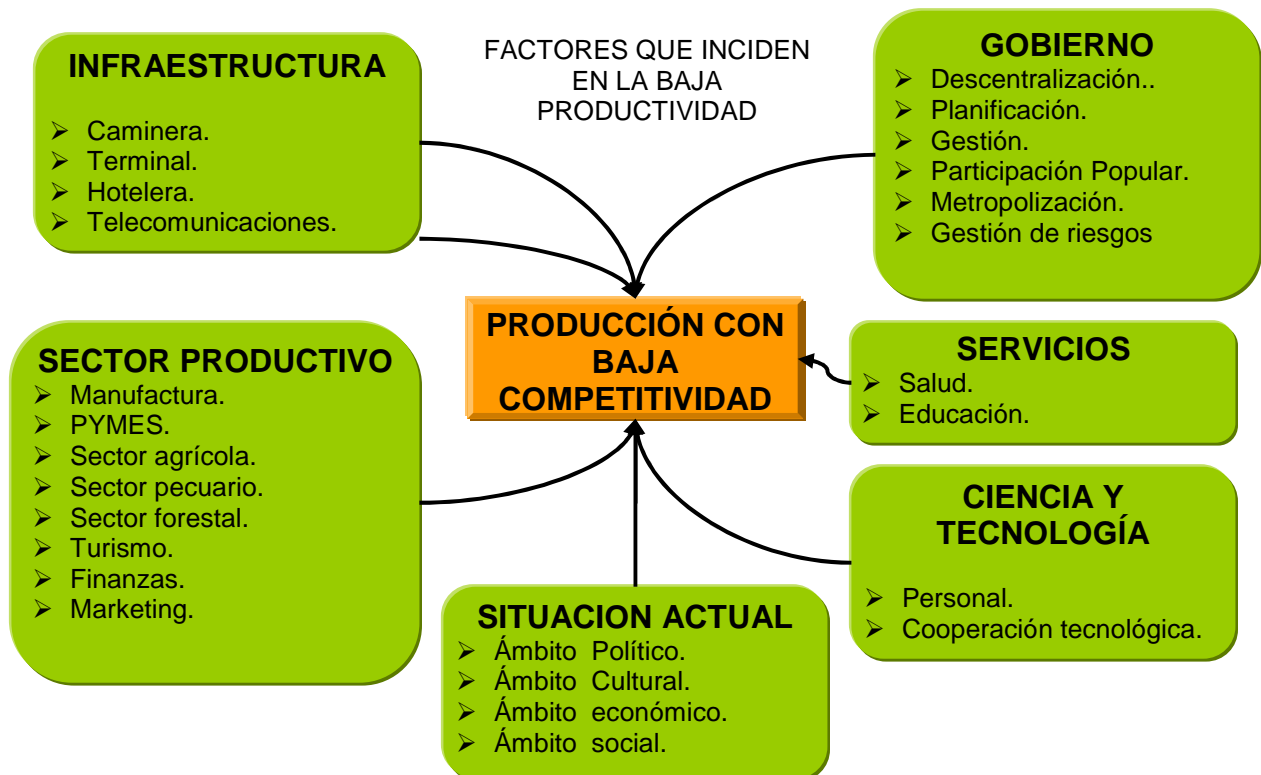 FACTORES QUE INCIDEN
EN LA BAJA
PRODUCTIVIDAD
INFRAESTRUCTURA
➢ Caminera.
➢ Terminal.
➢ Hotelera.
➢ Telecomunicaciones.
GOBIERNO
➢ Descentralización..
➢ Planificación.
➢ Gestión.
➢ Participación Popular.
➢ Metropolización.
➢ Gestión de riesgos
PRODUCCIÓN CON
BAJA
COMPETITIVIDAD
SECTOR PRODUCTIVO
➢ Manufactura.
➢ PYMES.
➢ Sector agrícola.
➢ Sector pecuario.
➢ Sector forestal.
➢ Turismo.
➢ Finanzas.
➢ Marketing.
SERVICIOS
➢ Salud.
➢ Educación.
CIENCIA Y
TECNOLOGÍA
➢ Personal.
➢ Cooperación tecnológica.
SITUACION ACTUAL
➢ Ámbito Político.
➢ Ámbito Cultural.
➢ Ámbito económico.
➢ Ámbito social.